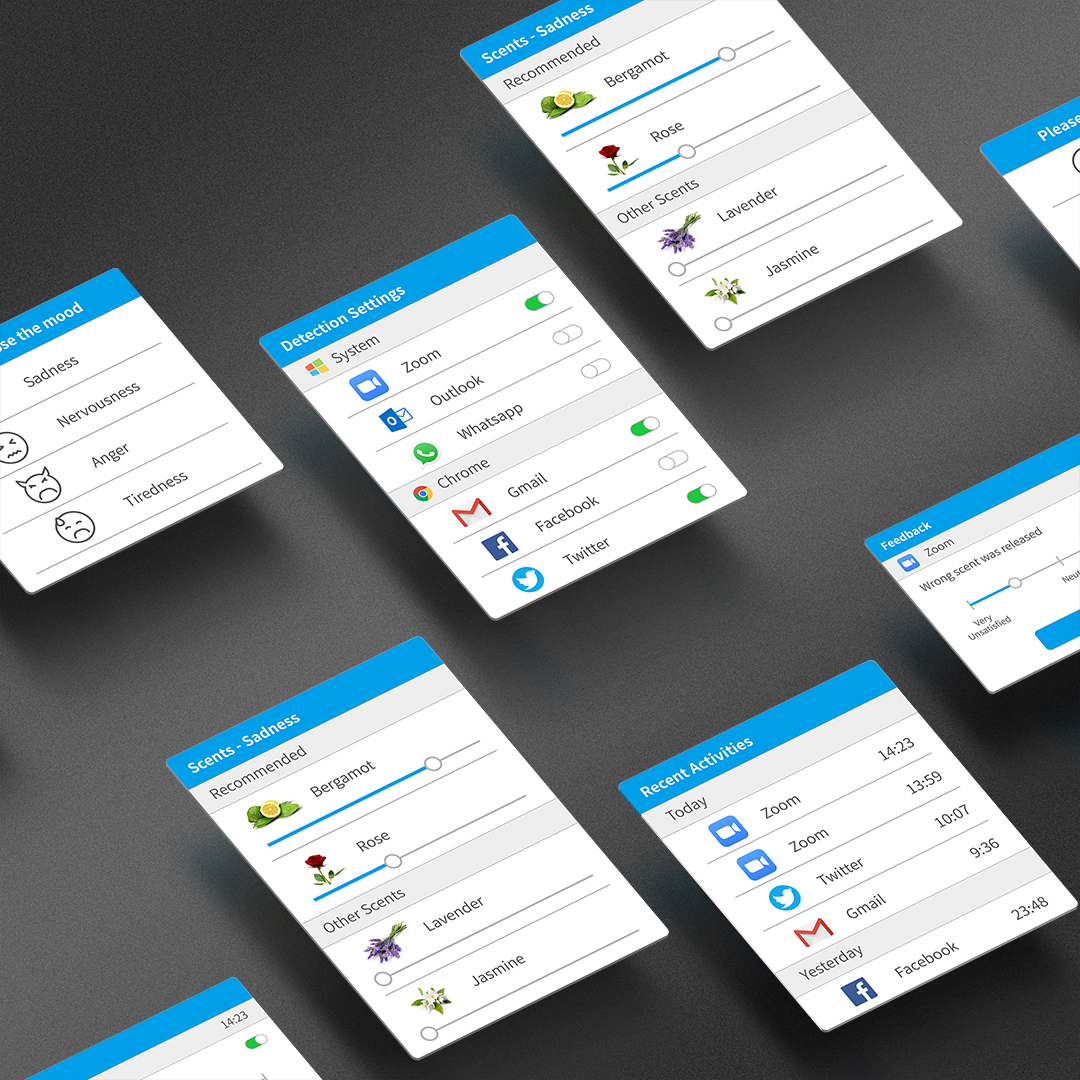 Scents - Sadness
Recommended
Bergamot
Rose
Other Scents
Lavender
Jasmine
Please
se the mood
Sadness
Nervousness
Anger
Tiredness
Detection Settings
System
Zoom
Outlook
Whatsapp
Chrome
Gmail
Facebook
Twitter
Feedback
Zoom
Wrong scent was released
Very
Unsatisfied
Neut
Scents - Sadness
Recommended
Bergamot
Rose
Other Scents
Lavender
Jasmine
Recent Activities
Today
Zoom 14:23
Zoom 13:59
Twitter 10:07
Gmail 9:36
Yesterday
Facebook 23:48
14:23